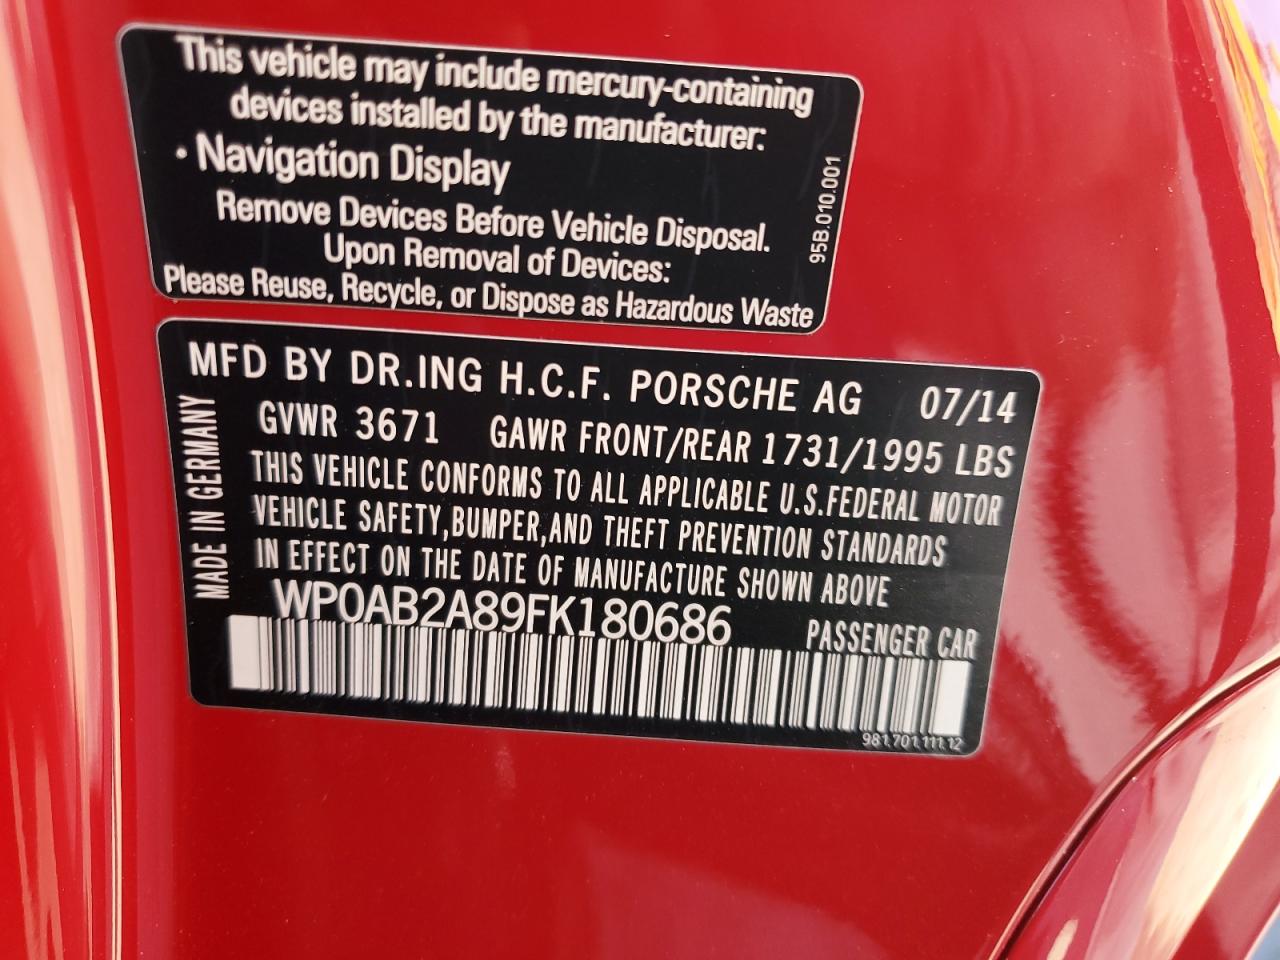 This vehicle may include mercury-containing
devices installed by the manufacturer:
• Navigation Display
Remove Devices Before Vehicle Disposal.
Upon Removal of Devices:
Please Reuse, Recycle, or Dispose as Hazardous Waste
95B.010.001
MFD BY DR.ING H.C.F. PORSCHE AG 07/14
GVWR 3671 GAWR FRONT/REAR 1731/1995 LBS
THIS VEHICLE CONFORMS TO ALL APPLICABLE U.S.FEDERAL MOTOR
VEHICLE SAFETY,BUMPER,AND THEFT PREVENTION STANDARDS
IN EFFECT ON THE DATE OF MANUFACTURE SHOWN ABOVE
WP0AB2A89FK180686 PASSENGER CAR
MADE IN GERMANY
981.701.111.12